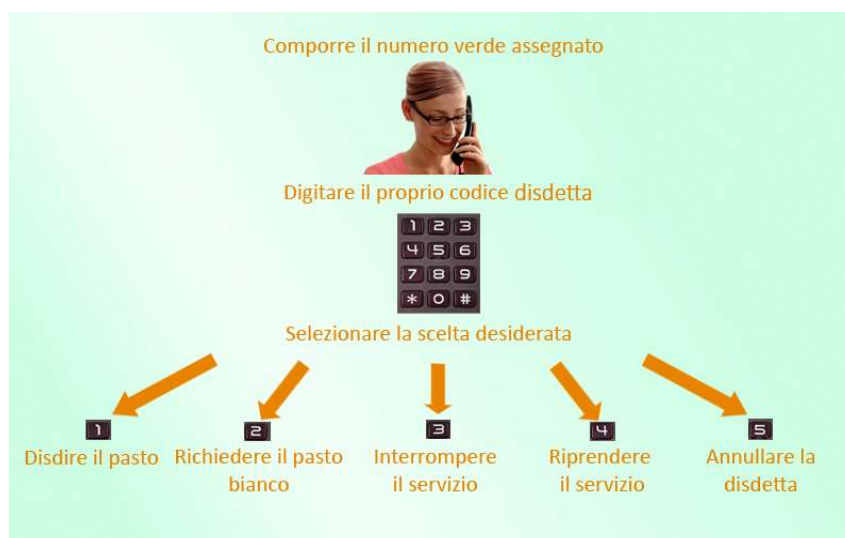 Comporre il numero verde assegnato
Digitare il proprio codice disdetta
1 2 3
4 5 6
7 8 9
* 0 #
Selezionare la scelta desiderata
1
Disdire il pasto
2
Richiedere il pasto
bianco
3
Interrompere
il servizio
4
Riprendere
il servizio
5
Annullare la
disdetta